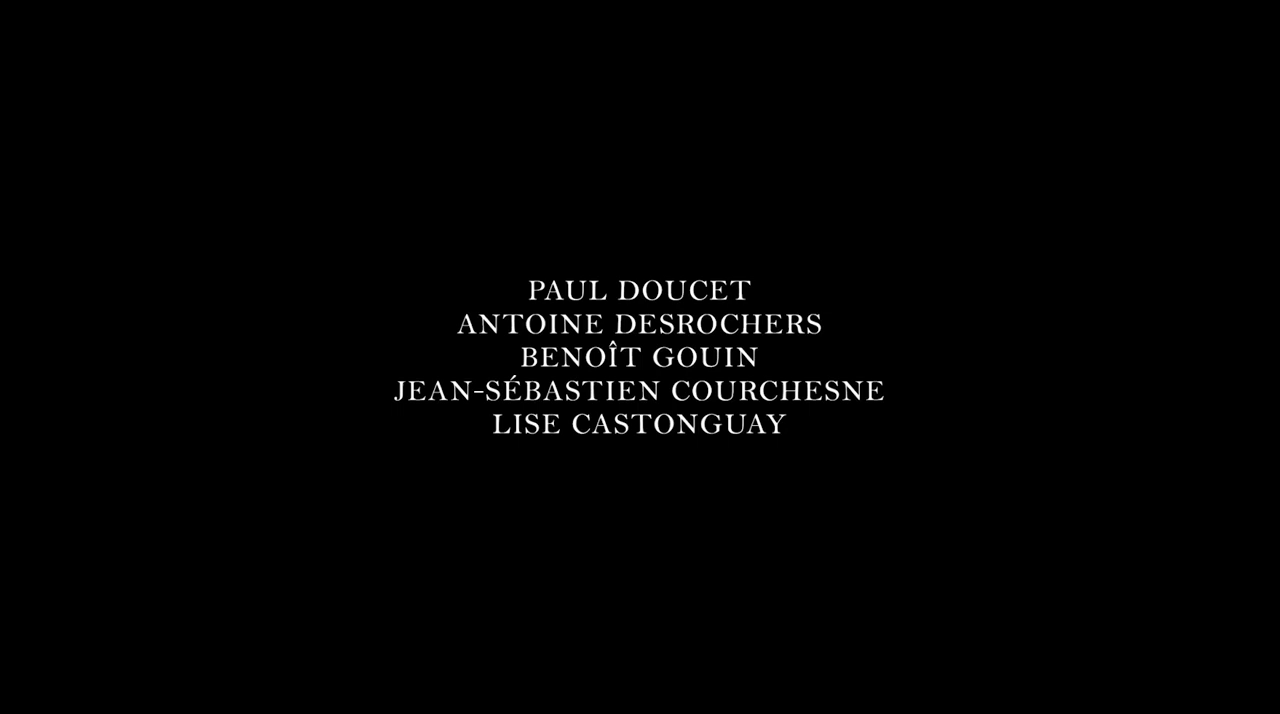 PAUL DOUCET
ANTOINE DESROCHERS
BENOÎT GOUIN
JEAN-SÉBASTIEN COURCHESNE
LISE CASTONGUAY